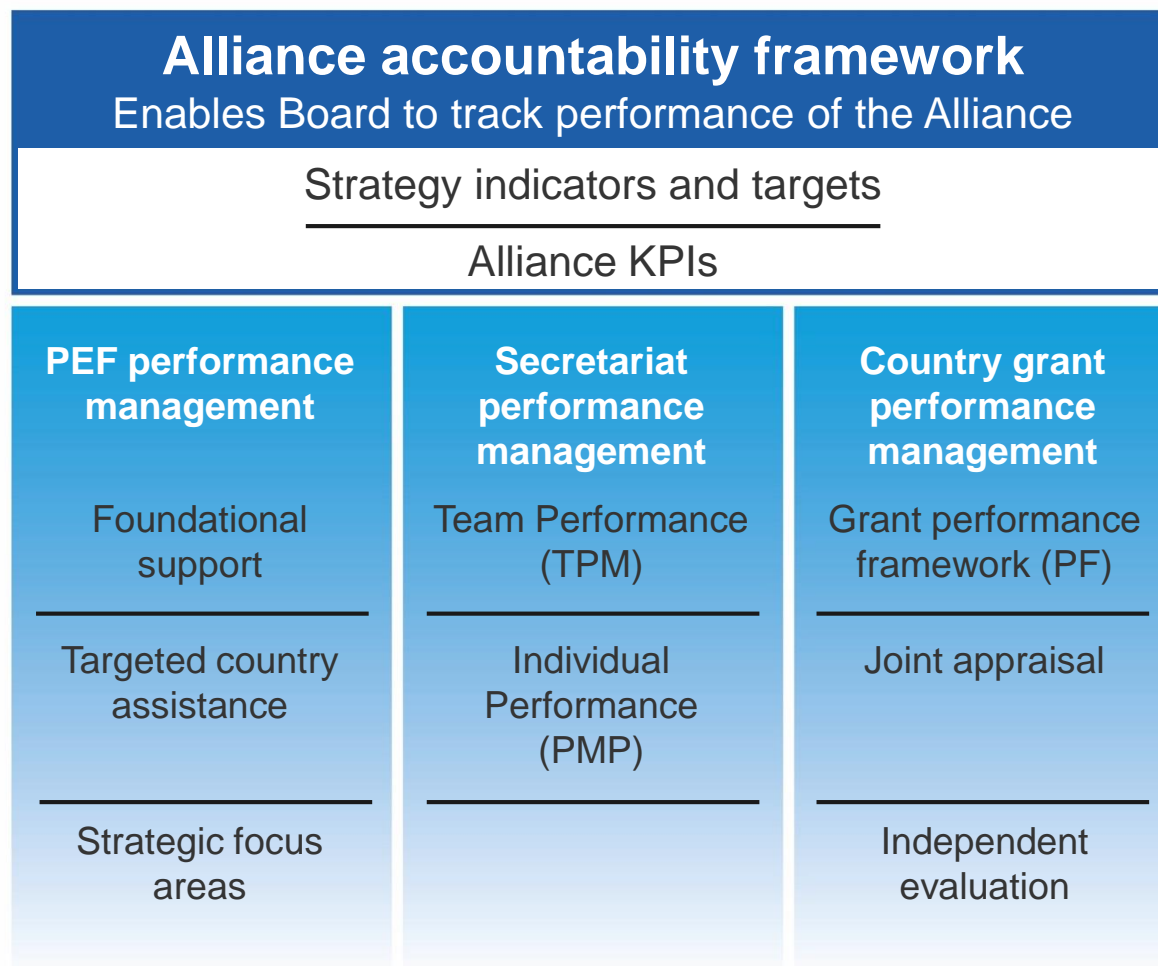 Alliance accountability framework
Enables Board to track performance of the Alliance
Strategy indicators and targets
Alliance KPIs
PEF performance
management
Foundational
support
Targeted country
assistance
Strategic focus
areas
Secretariat
performance
management
Team Performance
(TPM)
Individual
Performance
(PMP)
Country grant
performance
management
Grant performance
framework (PF)
Joint appraisal
Independent
evaluation